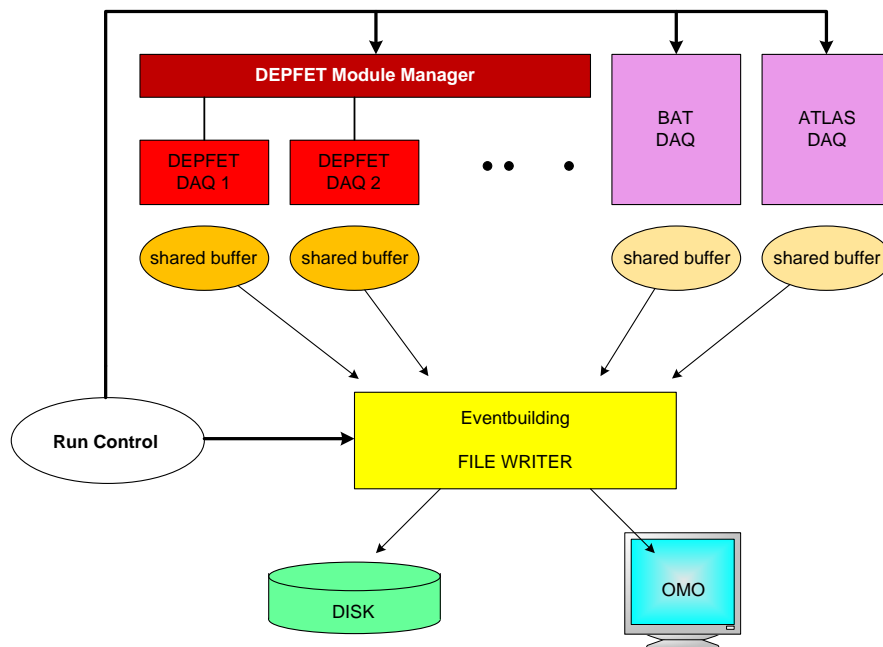 DEPFET Module Manager
BAT
DAQ
ATLAS
DAQ
DEPFET
DAQ 1
DEPFET
DAQ 2
shared buffer
shared buffer
shared buffer
shared buffer
Eventbuilding
FILE WRITER
Run Control
DISK
OMO